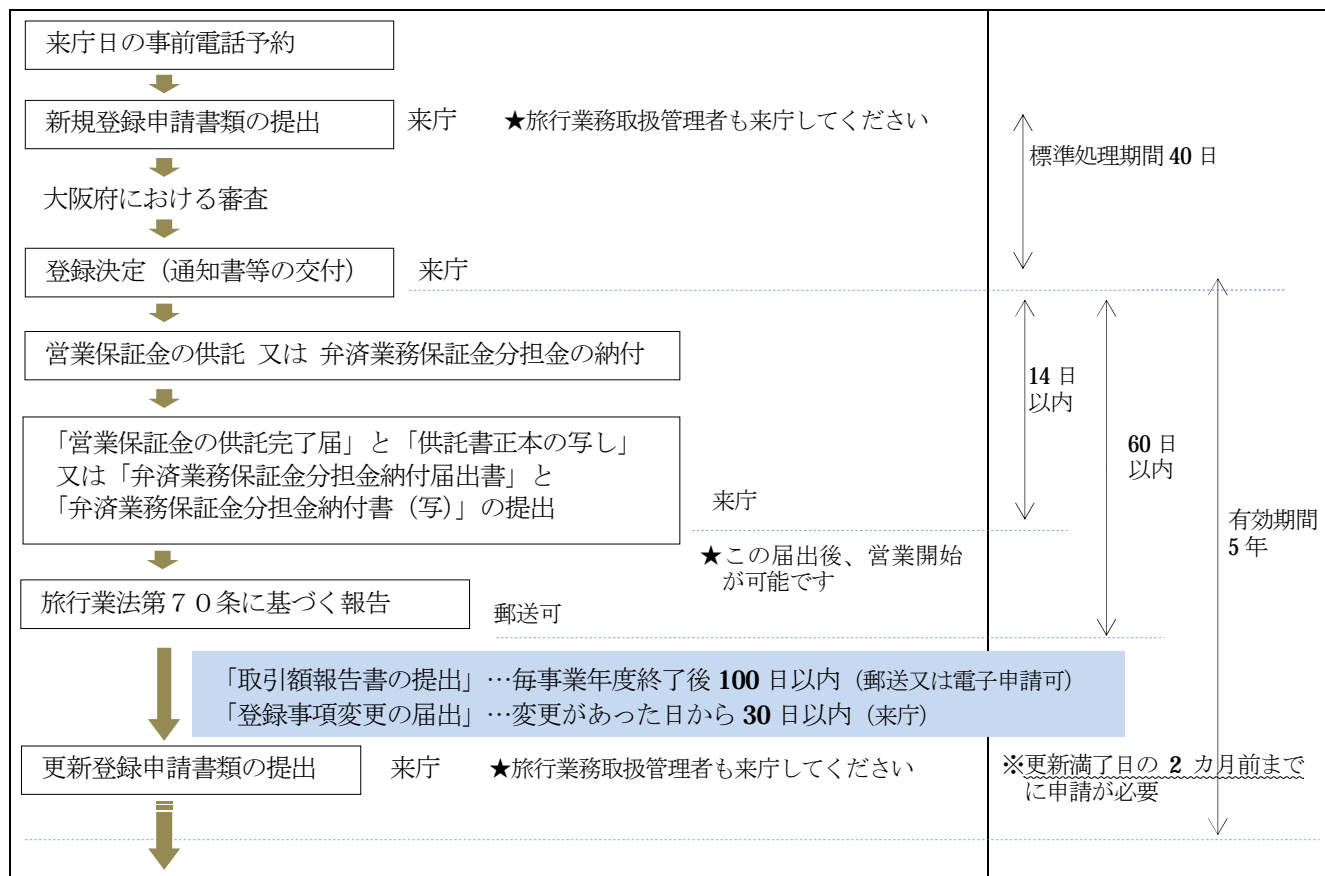 来庁日の事前電話予約
新規登録申請書類の提出 来庁 ★旅行業務取扱管理者も来庁してください
標準処理期間 40 日
大阪府における審査
登録決定（通知書等の交付） 来庁
営業保証金の供託 又は 弁済業務保証金分担金の納付
14 日
以内
「営業保証金の供託完了届」と「供託書正本の写し」
又は「弁済業務保証金分担金納付届出書」と
「弁済業務保証金分担金納付書（写）」の提出
来庁
60 日
以内
有効期間
5 年
★この届出後、営業開始
が可能です
旅行業法第７０条に基づく報告 郵送可
「取引額報告書の提出」…毎事業年度終了後 100 日以内（郵送又は電子申請可）
「登録事項変更の届出」…変更があった日から 30 日以内（来庁）
更新登録申請書類の提出 来庁 ★旅行業務取扱管理者も来庁してください
※更新満了日の 2 カ月前まで
に申請が必要